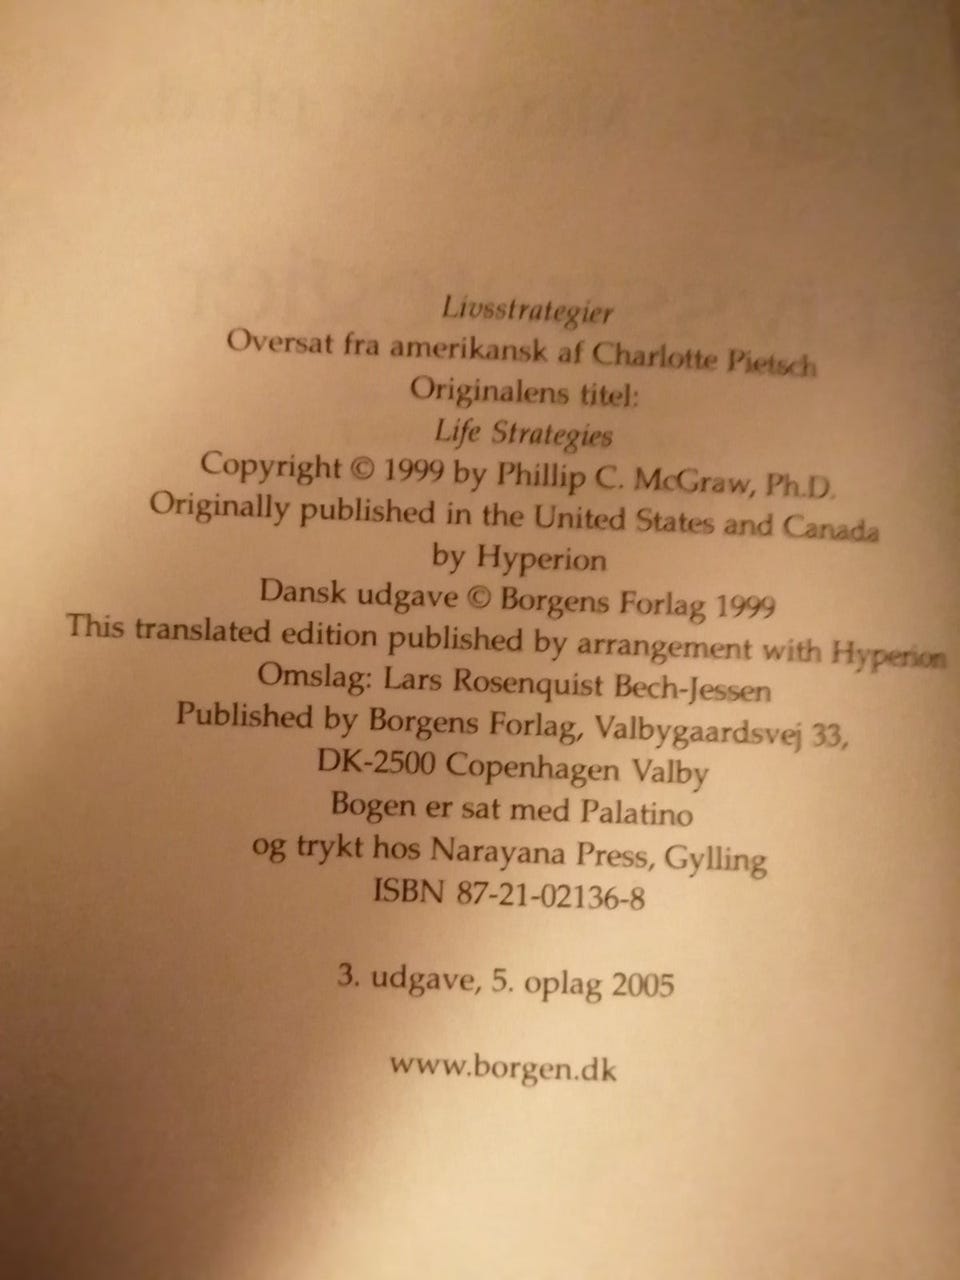 Livsstrategier
Oversat fra amerikansk af Charlotte Pietsch
Originalens titel:
Life Strategies
Copyright © 1999 by Phillip C. McGraw, Ph.D.
Originally published in the United States and Canada
by Hyperion
Dansk udgave © Borgens Forlag 1999
This translated edition published by arrangement with Hyperion
Omslag: Lars Rosenquist Bech-Jessen
Published by Borgens Forlag, Valbygaardsvej 33,
DK-2500 Copenhagen Valby
Bogen er sat med Palatino
og trykt hos Narayana Press, Gylling
ISBN 87-21-02136-8
3. udgave, 5. oplag 2005
www.borgen.dk